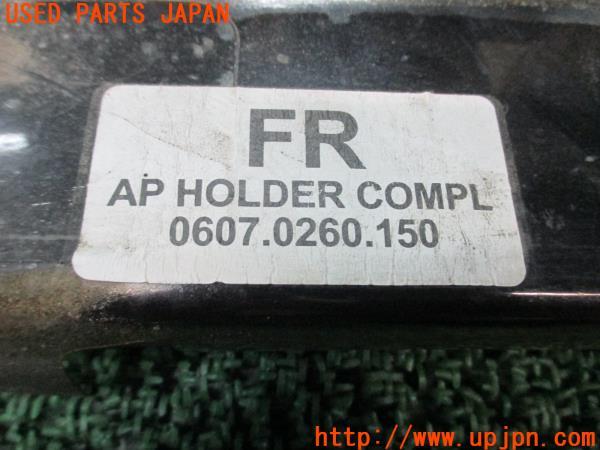 USED PARTS JAPAN
FR
AP HOLDER COMPL
0607.0260.150
http://www.upjpn.com